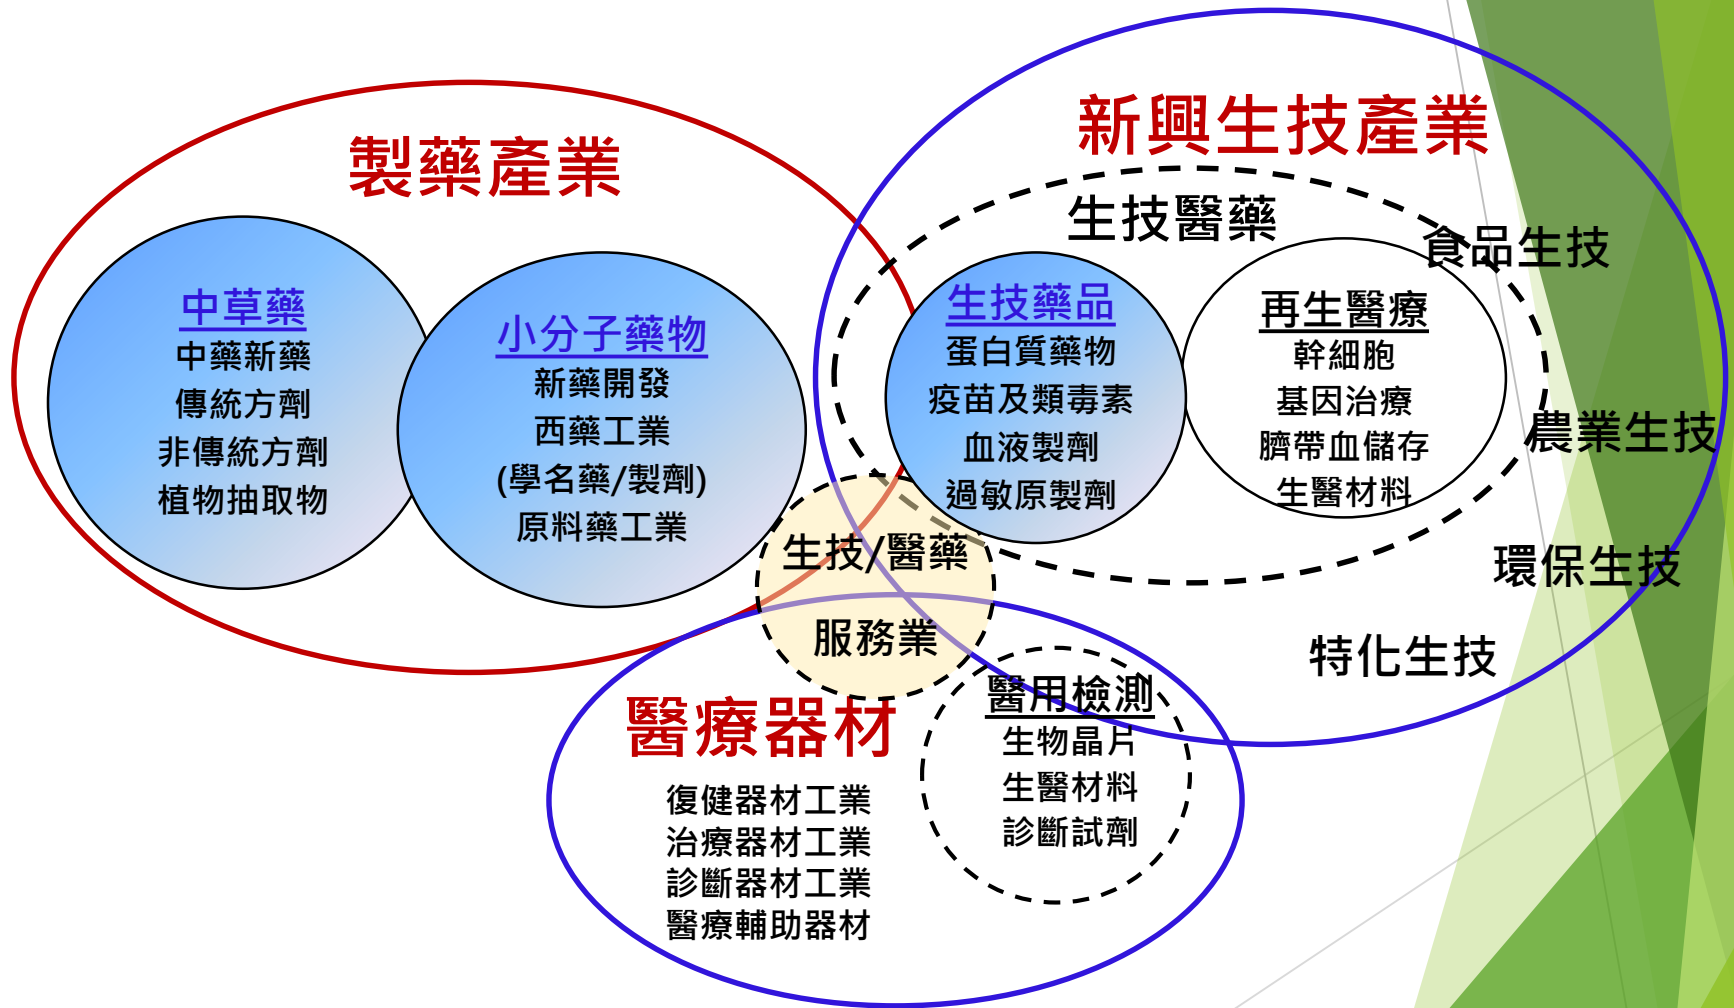 製藥產業
中草藥
中藥新藥
傳統方劑
非傳統方劑
植物抽取物
小分子藥物
新藥開發
西藥工業
(學名藥/製劑)
原料藥工業
新興生技產業
生技醫藥
生技藥品
蛋白質藥物
疫苗及類毒素
血液製劑
過敏原製劑
再生醫療
幹細胞
基因治療
臍帶血儲存
生醫材料
食品生技
農業生技
環保生技
特化生技
生技/醫藥
服務業
醫療器材
復健器材工業
治療器材工業
診斷器材工業
醫療輔助器材
醫用檢測
生物晶片
生醫材料
診斷試劑